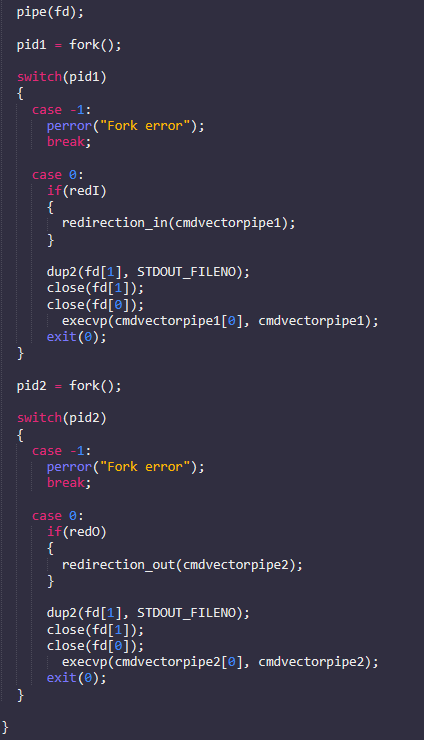 pipe(fd);
pid1 = fork();
switch(pid1)
{
case -1:
perror("Fork error");
break;
case 0:
if(redI)
{
redirection_in(cmdvectorpipe1);
}
dup2(fd[1], STDOUT_FILENO);
close(fd[1]);
close(fd[0]);
execvp(cmdvectorpipe1[0], cmdvectorpipe1);
exit(0);
}
pid2 = fork();
switch(pid2)
{
case -1:
perror("Fork error");
break;
case 0:
if(redO)
{
redirection_out(cmdvectorpipe2);
}
dup2(fd[1], STDOUT_FILENO);
close(fd[1]);
close(fd[0]);
execvp(cmdvectorpipe2[0], cmdvectorpipe2);
exit(0);
}
}